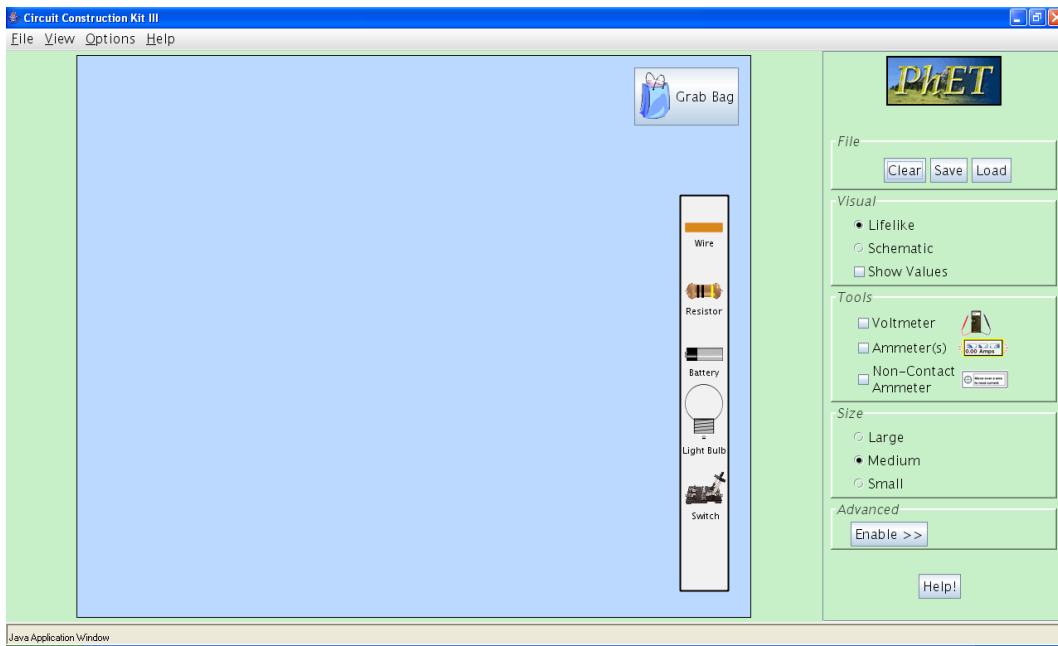 Circuit Construction Kit III
File View Options Help
Grab Bag
Wire
Resistor
Battery
Light Bulb
Switch
PhET
File
Clear Save Load
Visual
Lifelike
Schematic
Show Values
Tools
Voltmeter
Ammeter(s)
0.00 Amps
Non-Contact
Ammeter
Size
Large
Medium
Small
Advanced
Enable >>
Help!
Java Application Window